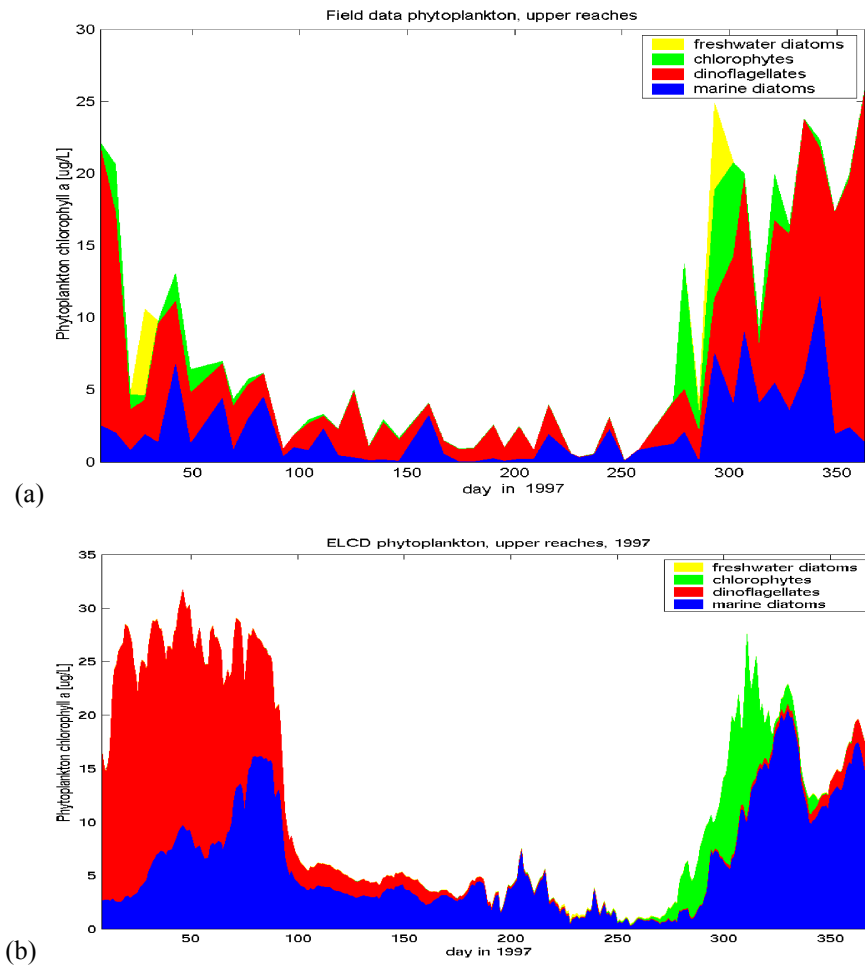 Field data phytoplankton, upper reaches
30
25
20
15
10
5
0
Phytoplankton chlorophyll a [ug/L]
freshwater diatoms
chlorophytes
dinoflagellates
marine diatoms
50 100 150 200 250 300 350
day in 1997
(a)
ELCD phytoplankton, upper reaches, 1997
35
30
25
20
15
10
5
0
Phytoplankton chlorophyll a [ug/L]
freshwater diatoms
chlorophytes
dinoflagellates
marine diatoms
50 100 150 200 250 300 350
day in 1997
(b)